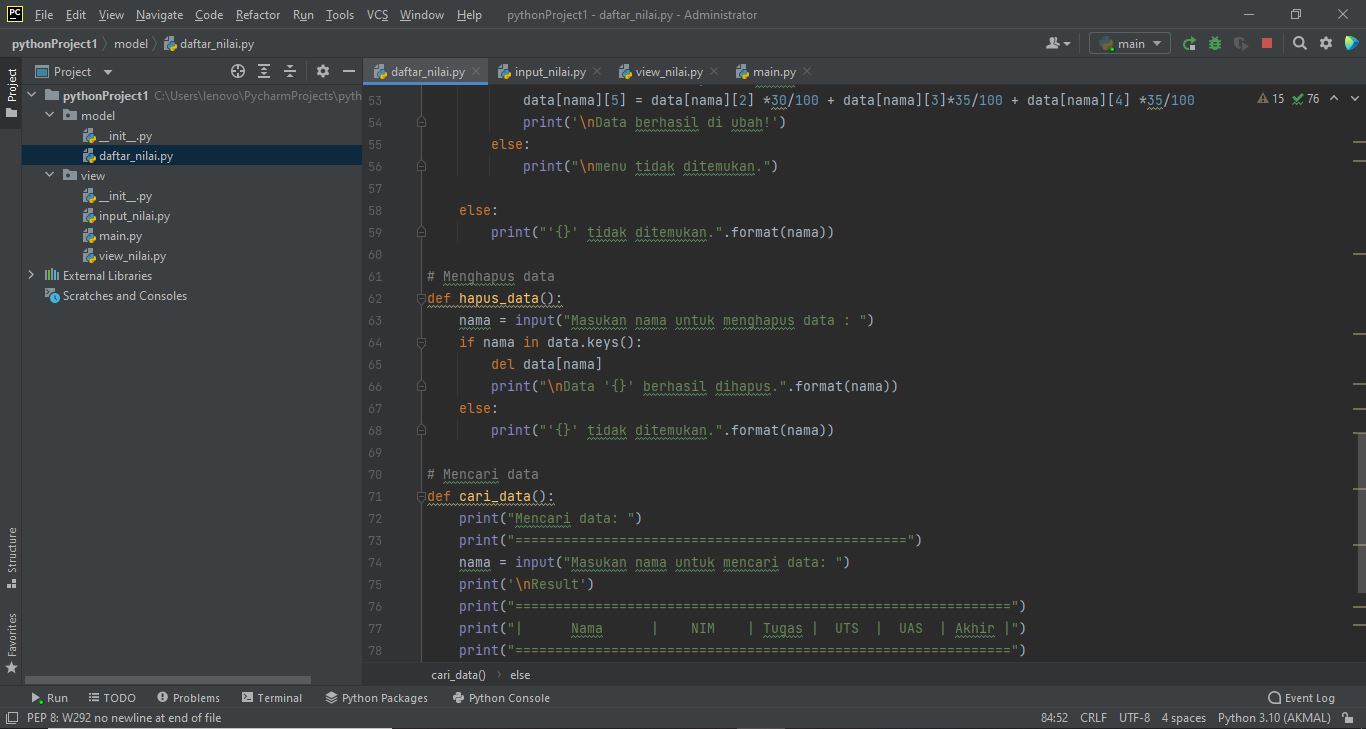 PC File Edit View Navigate Code Refactor Run Tools VCS Window Help pythonProject1 - daftar_nilai.py - Administrator
pythonProject1 model daftar_nilai.py main
Project
Project daftar_nilai.py input_nilai.py view_nilai.py main.py
pythonProject1 C:\Users\lenovo\PycharmProjects\pyth
model
__init__.py
daftar_nilai.py
view
__init__.py
input_nilai.py
main.py
view_nilai.py
External Libraries
Scratches and Consoles
Structure
Favorites
15 76
53 data[nama][5] = data[nama][2] *30/100 + data[nama][3]*35/100 + data[nama][4] *35/100
54 print('\nData berhasil di ubah!')
55 else:
56 print("\nmenu tidak ditemukan.")
57
58 else:
59 print("'{}' tidak ditemukan.".format(nama))
60
61 # Menghapus data
62 def hapus_data():
63 nama = input("Masukan nama untuk menghapus data : ")
64 if nama in data.keys():
65 del data[nama]
66 print("\nData '{}' berhasil dihapus.".format(nama))
67 else:
68 print("'{}' tidak ditemukan.".format(nama))
69
70 # Mencari data
71 def cari_data():
72 print("Mencari data: ")
73 print("=================================================")
74 nama = input("Masukan nama untuk mencari data: ")
75 print('\nResult')
76 print("==============================================================")
77 print("|      Nama      |    NIM    | Tugas |  UTS  |  UAS  | Akhir |")
78 print("==============================================================")
cari_data() else
Run TODO Problems Terminal Python Packages Python Console Event Log
PEP 8: W292 no newline at end of file 84:52 CRLF UTF-8 4 spaces Python 3.10 (AKMAL)